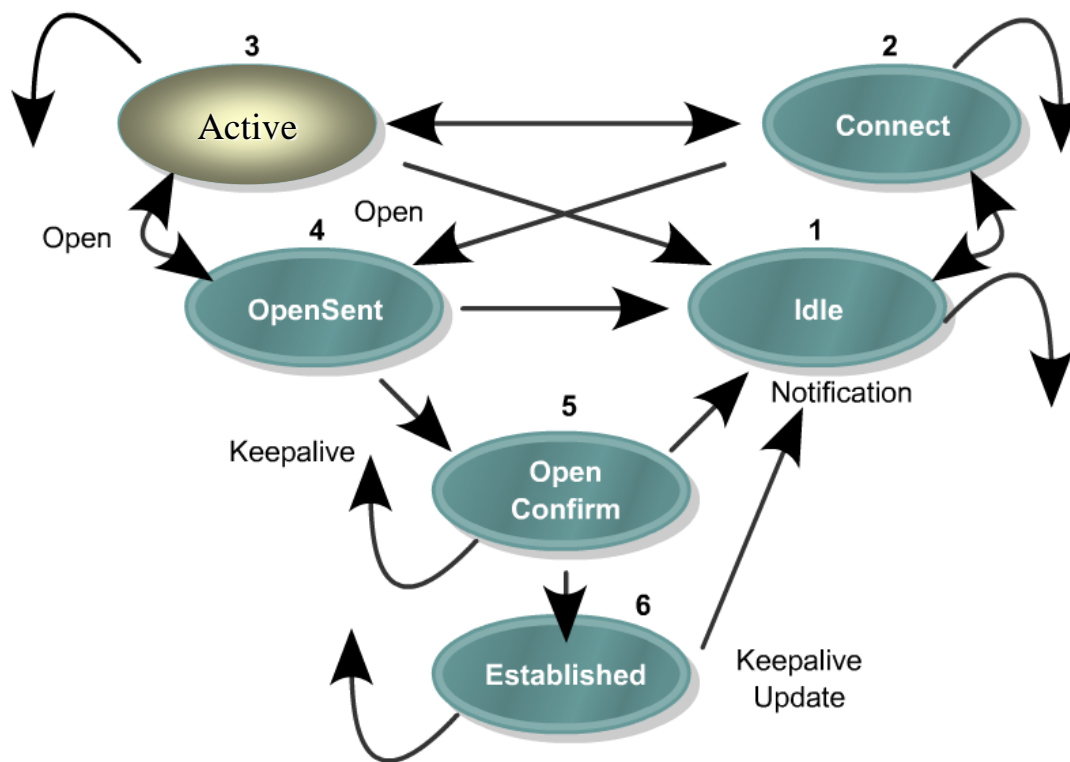 3
2
Active
Connect
Open
Open
4
1
OpenSent
Idle
Notification
5
Keepalive
Open
Confirm
6
Established
Keepalive
Update